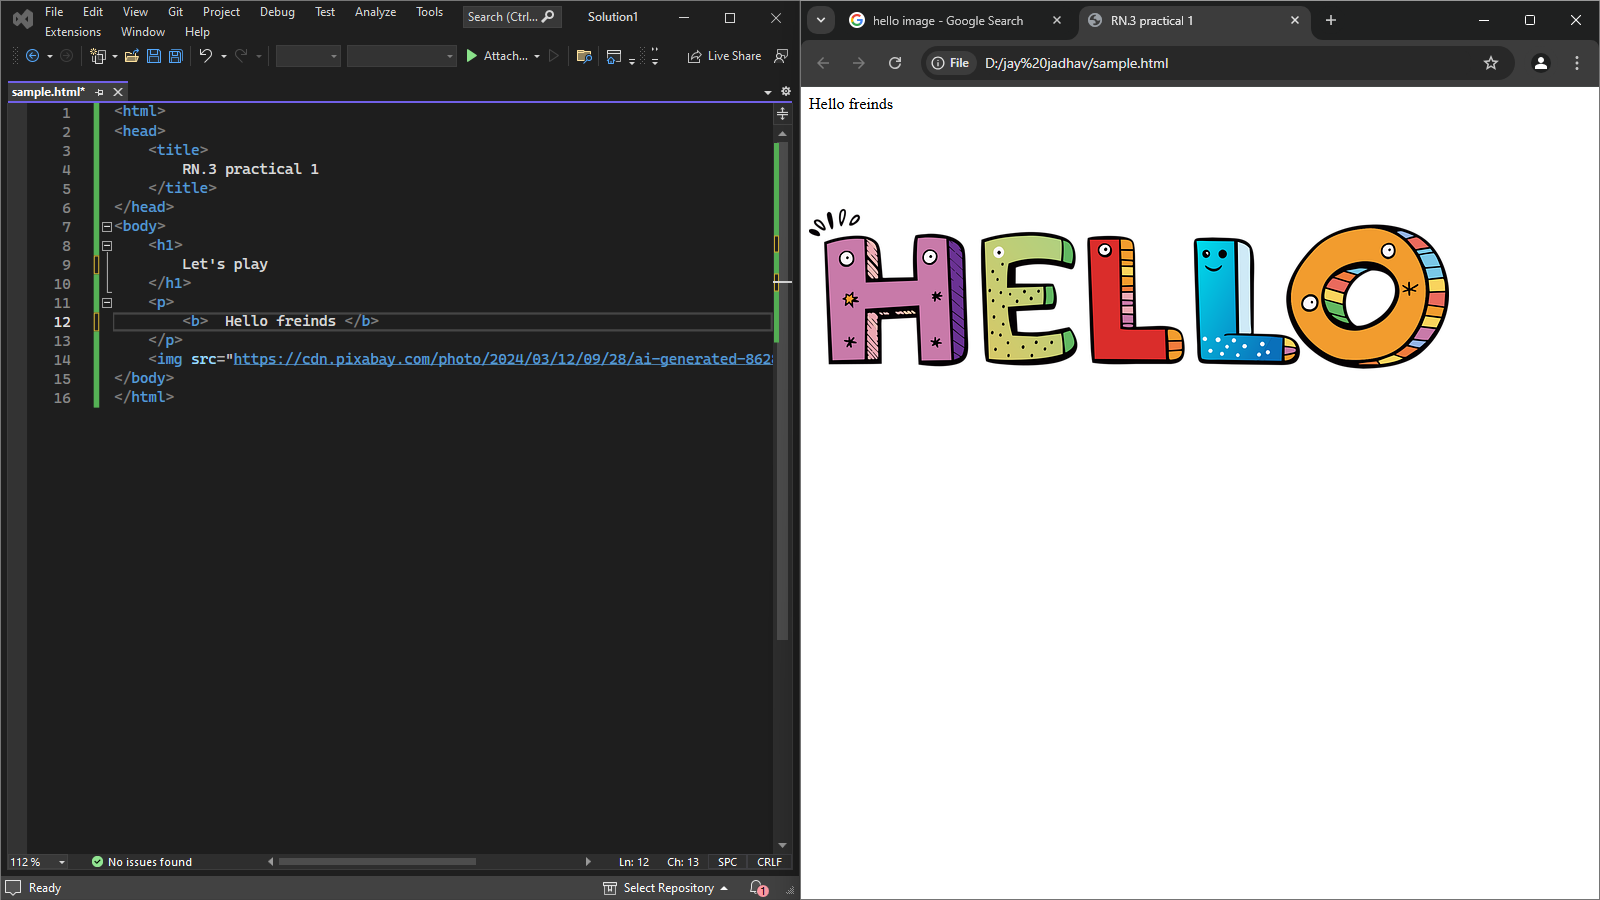 File Edit View Git Project Debug Test Analyze Tools Search (Ctrl... Solution1
Extensions Window Help
Attach... Live Share
sample.html*
1 <html>
2 <head>
3 <title>
4 RN.3 practical 1
5 </title>
6 </head>
7 <body>
8 <h1>
9 Let's play
10 </h1>
11 <p>
12 <b> Hello freinds </b>
13 </p>
14 <img src="https://cdn.pixabay.com/photo/2024/03/12/09/28/ai-generated-862
15 </body>
16 </html>
112 % No issues found Ln: 12 Ch: 13 SPC CRLF
Ready Select Repository 1
hello image - Google Search RN.3 practical 1
File D:/jay%20jadhav/sample.html
Hello freinds
HELLO